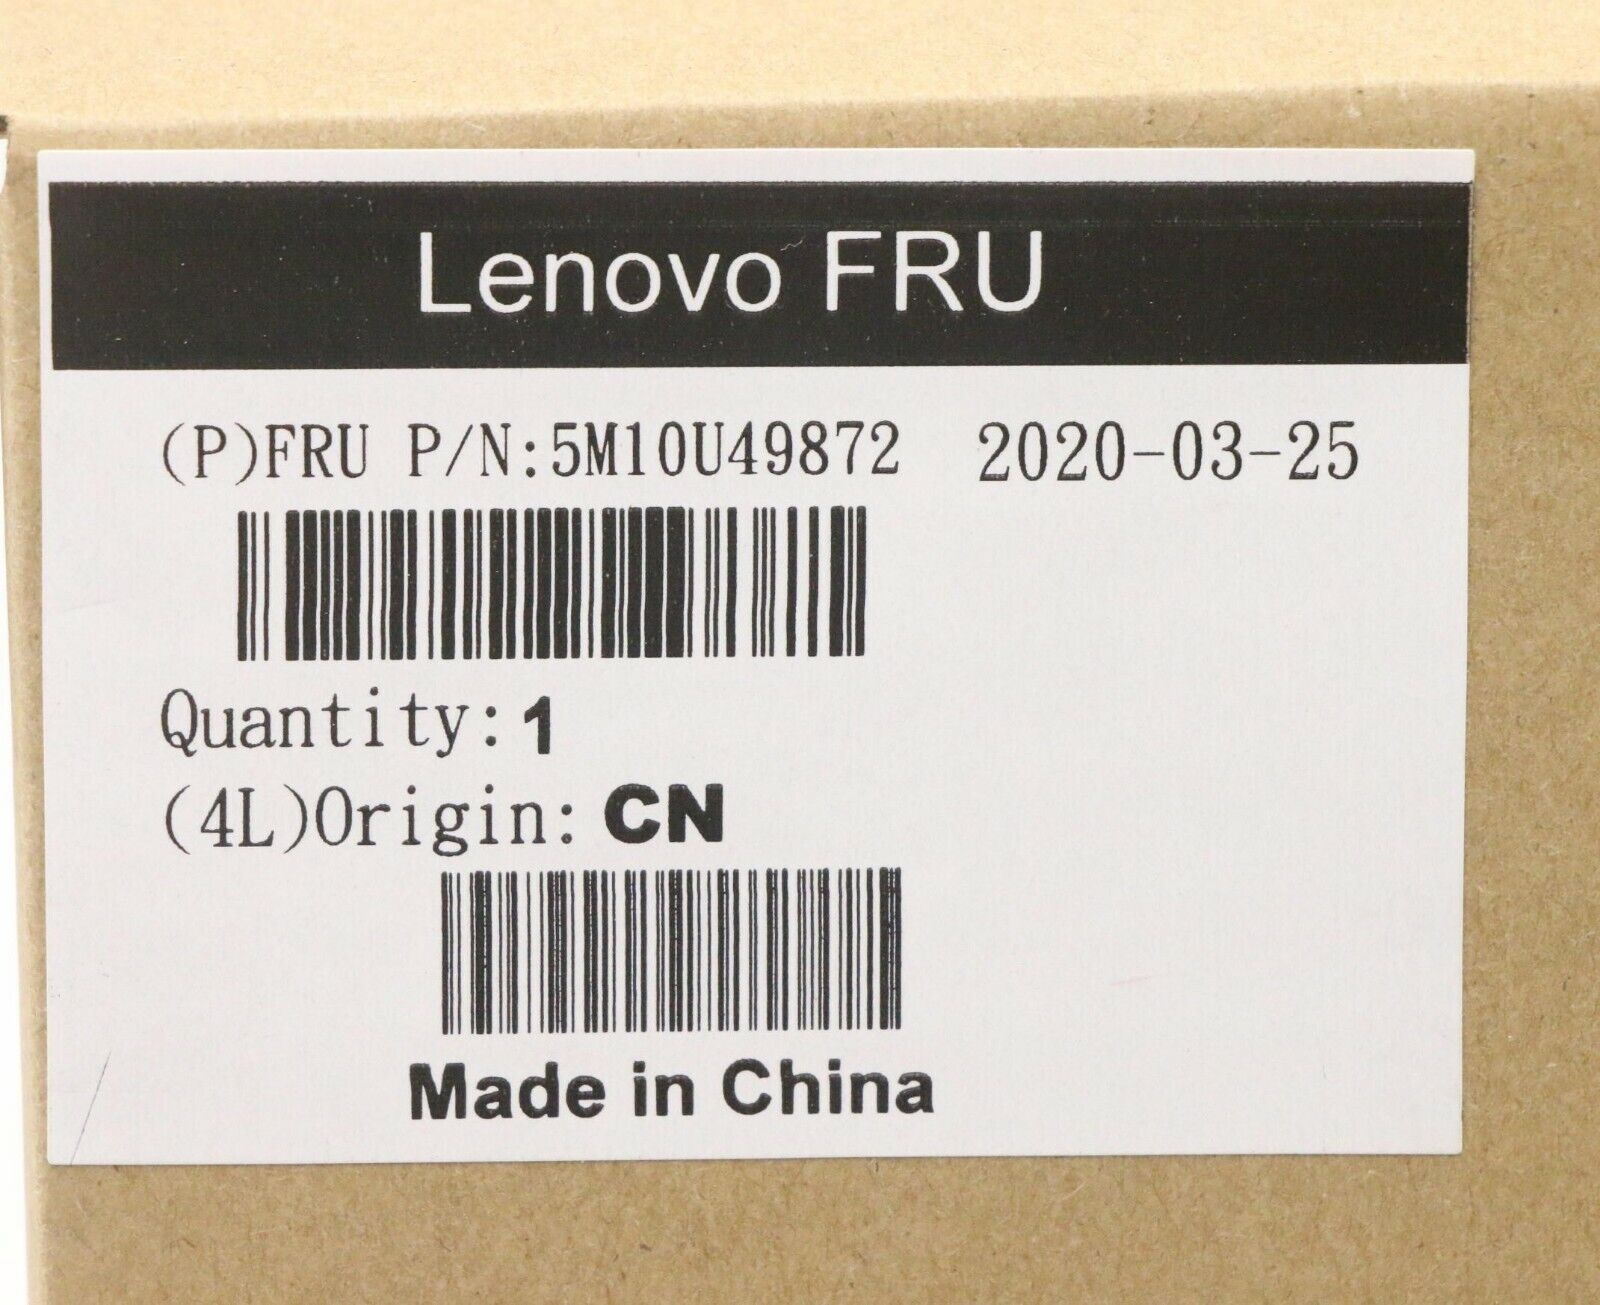 Lenovo FRU
(P)FRU P/N:5M10U49872 2020-03-25
Quantity:1
(4L)Origin: CN
Made in China